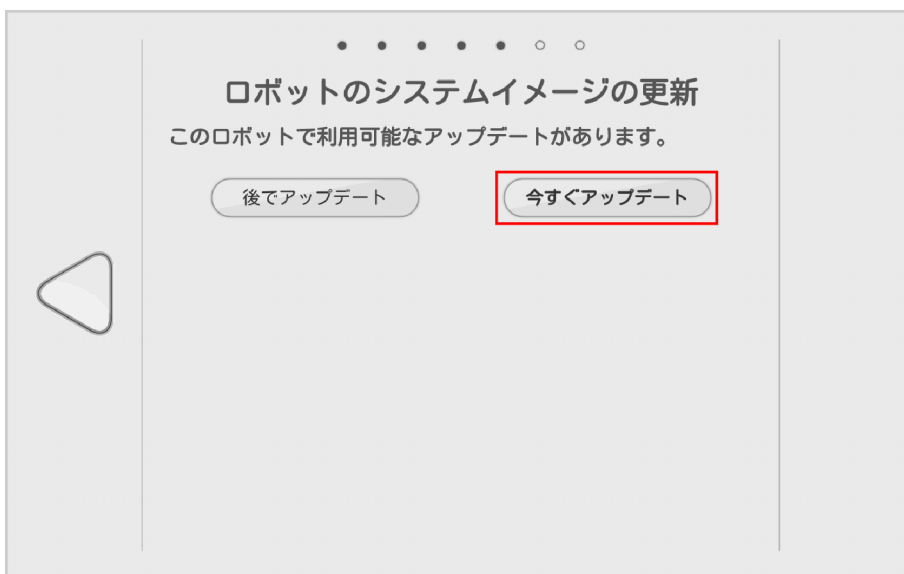 ロボットのシステムイメージの更新
このロボットで利用可能なアップデートがあります。
後でアップデート
今すぐアップデート